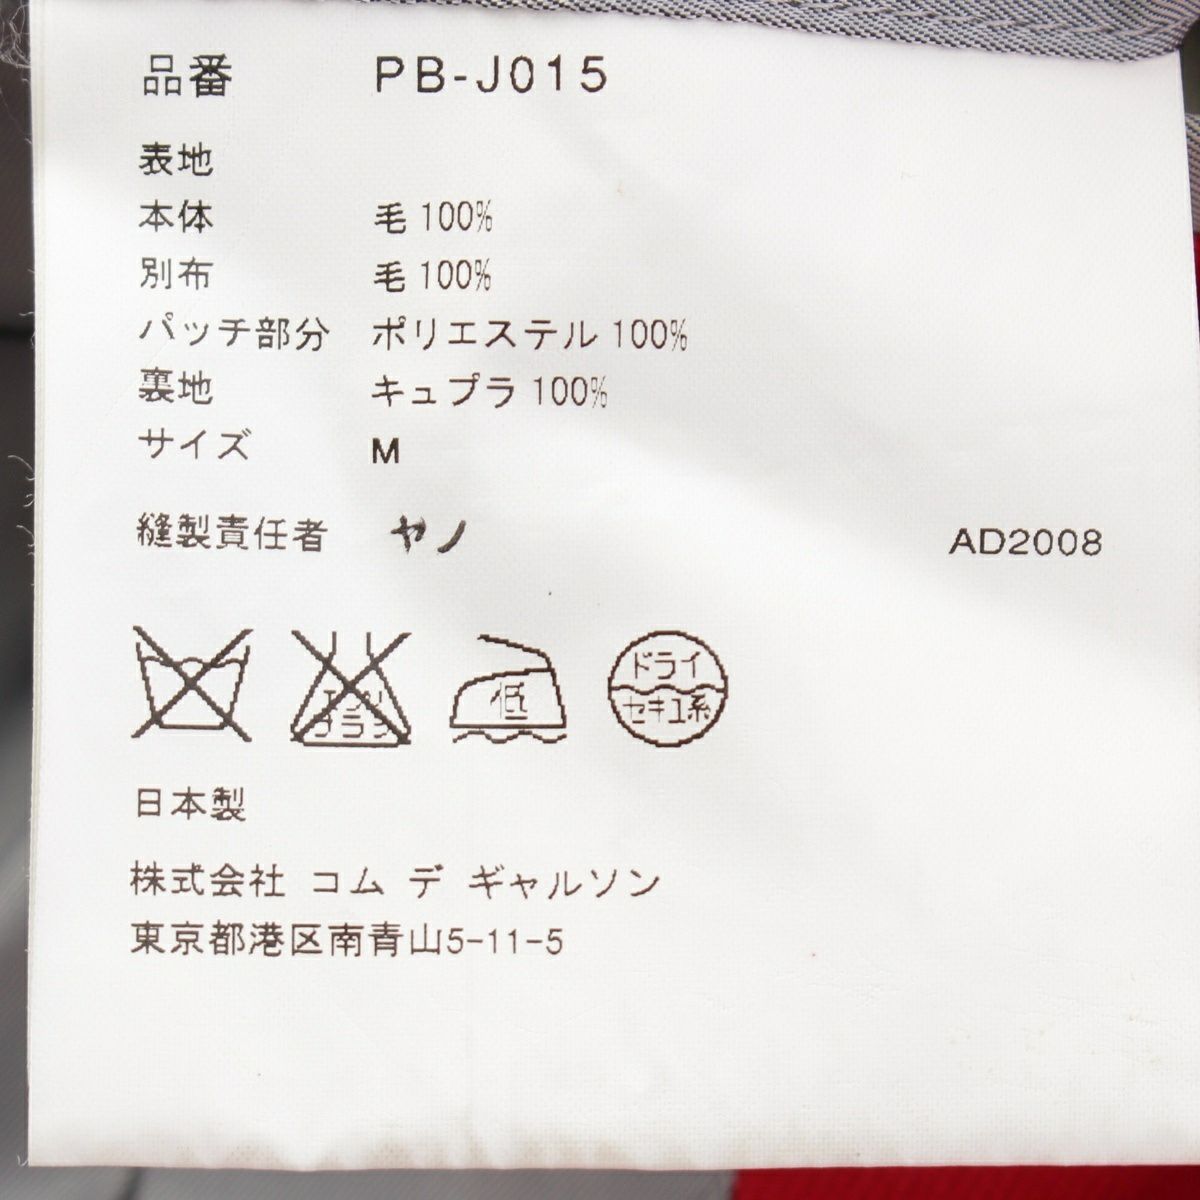 品番 PB-J015
表地
本体 毛 100%
別布 毛 100%
パッチ部分 ポリエステル 100%
裏地 キュプラ 100%
サイズ M
縫製責任者 ヤノ AD2008
エンソ
低
ドライ
セキユ系
日本製
株式会社 コム デ ギャルソン
東京都港区南青山5-11-5